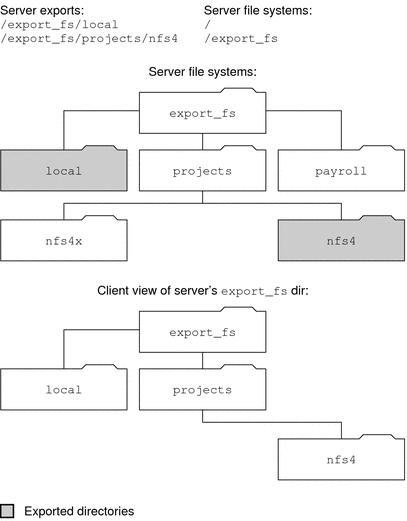 Server exports:
/export_fs/local
/export_fs/projects/nfs4
Server file systems:
/
/export_fs
Server file systems:
export_fs
local
projects
payroll
nfs4x
nfs4
Client view of server's export_fs dir:
export_fs
local
projects
nfs4
Exported directories